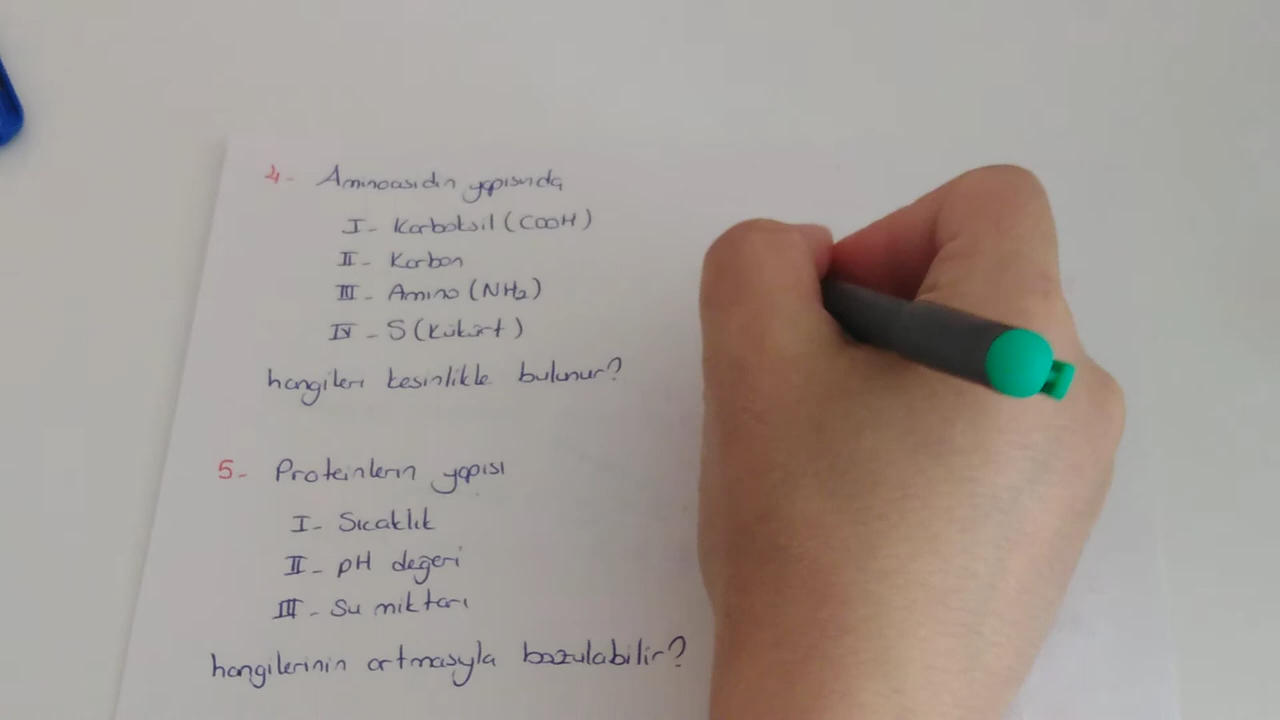 4- Aminoasidin yapısında
I- Karboksil (COOH)
II- Karbon
III- Amino (NH2)
IV- S (Kükürt)
hangileri kesinlikle bulunur?
5- Proteinlerin yapısı
I- Sıcaklık
II- pH değeri
III- Su miktarı
hangilerinin artmasıyla bozulabilir?